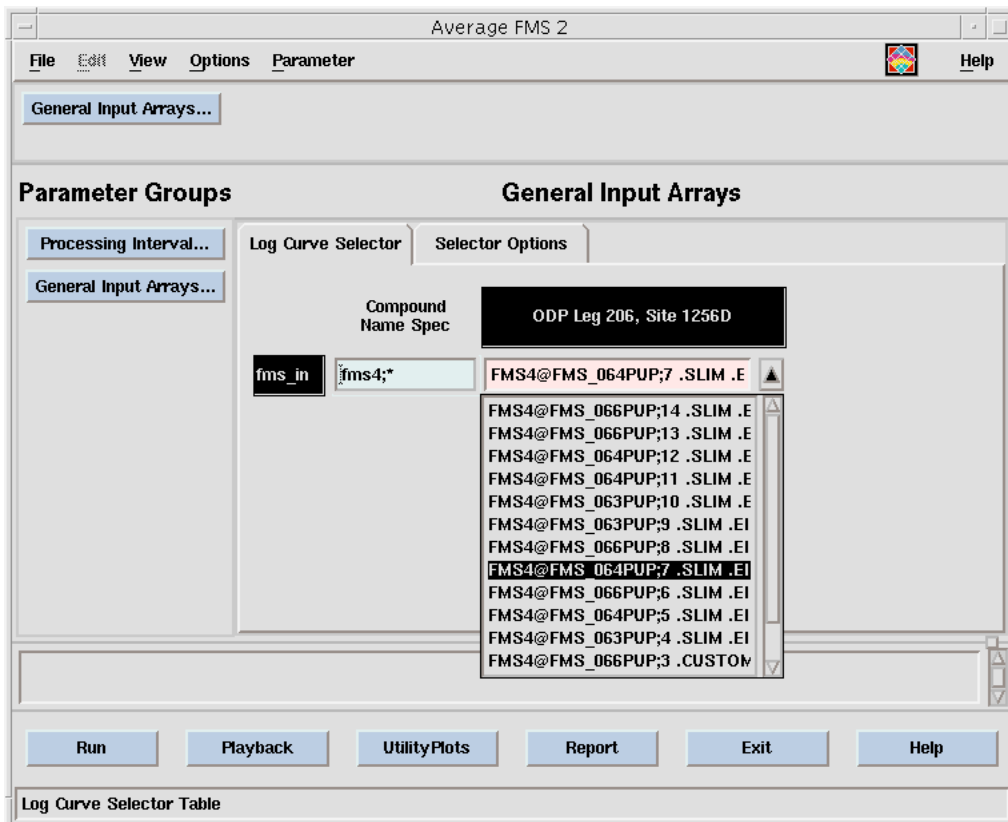 Average FMS 2
File Edit View Options Parameter Help
General Input Arrays...
Parameter Groups
General Input Arrays
Processing Interval...
General Input Arrays...
Log Curve Selector
Selector Options
Compound
Name Spec
ODP Leg 206, Site 1256D
fms_in
fms4;*
FMS4@FMS_064PUP;7 .SLIM .E
FMS4@FMS_066PUP;14 .SLIM .E
FMS4@FMS_066PUP;13 .SLIM .E
FMS4@FMS_064PUP;12 .SLIM .E
FMS4@FMS_064PUP;11 .SLIM .E
FMS4@FMS_063PUP;10 .SLIM .E
FMS4@FMS_063PUP;9 .SLIM .EI
FMS4@FMS_066PUP;8 .SLIM .EI
FMS4@FMS_064PUP;7 .SLIM .EI
FMS4@FMS_066PUP;6 .SLIM .EI
FMS4@FMS_064PUP;5 .SLIM .EI
FMS4@FMS_063PUP;4 .SLIM .EI
FMS4@FMS_066PUP;3 .CUSTOM
Run
Playback
UtilityPlots
Report
Exit
Help
Log Curve Selector Table